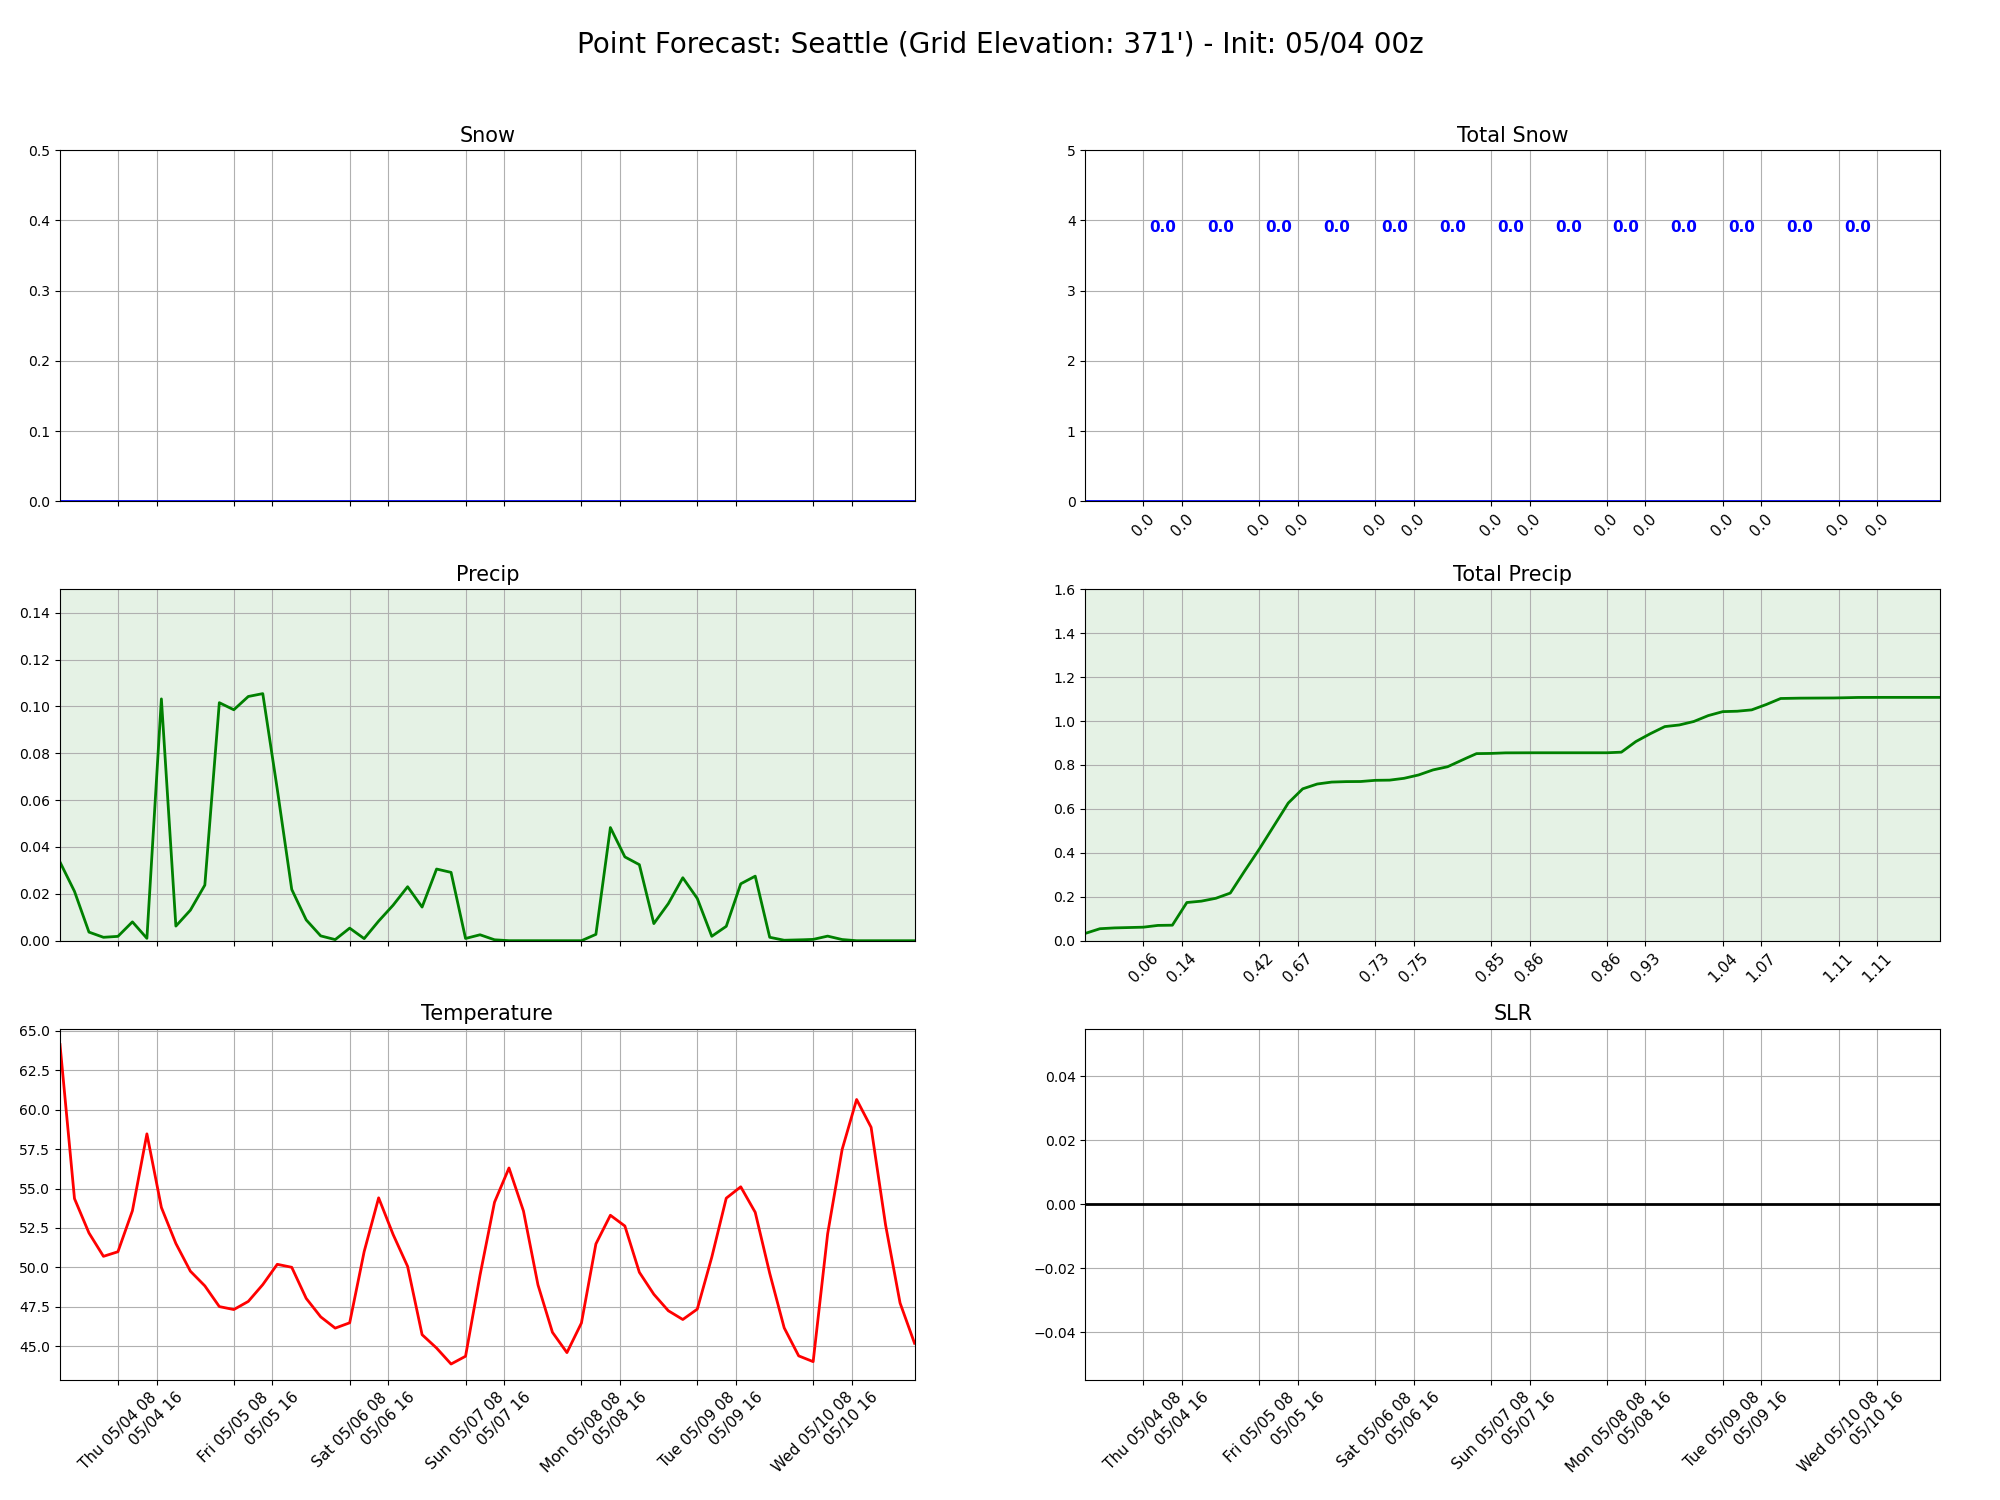 Point Forecast: Seattle (Grid Elevation: 371') - Init: 05/04 00z
Snow
0.5
0.4
0.3
0.2
0.1
0.0
Total Snow
5
4
3
2
1
0
0.0 0.0 0.0 0.0 0.0 0.0 0.0 0.0 0.0 0.0 0.0 0.0 0.0
0.0 0.0 0.0 0.0 0.0 0.0 0.0 0.0 0.0 0.0 0.0 0.0 0.0 0.0
Precip
0.14
0.12
0.10
0.08
0.06
0.04
0.02
0.00
Total Precip
1.6
1.4
1.2
1.0
0.8
0.6
0.4
0.2
0.0
0.06 0.14 0.42 0.67 0.73 0.75 0.85 0.86 0.86 0.93 1.04 1.07 1.11 1.11
Temperature
65.0
62.5
60.0
57.5
55.0
52.5
50.0
47.5
45.0
Thu 05/04 08
05/04 16
Fri 05/05 08
05/05 16
Sat 05/06 08
05/06 16
Sun 05/07 08
05/07 16
Mon 05/08 08
05/08 16
Tue 05/09 08
05/09 16
Wed 05/10 08
05/10 16
SLR
0.04
0.02
0.00
−0.02
−0.04
Thu 05/04 08
05/04 16
Fri 05/05 08
05/05 16
Sat 05/06 08
05/06 16
Sun 05/07 08
05/07 16
Mon 05/08 08
05/08 16
Tue 05/09 08
05/09 16
Wed 05/10 08
05/10 16